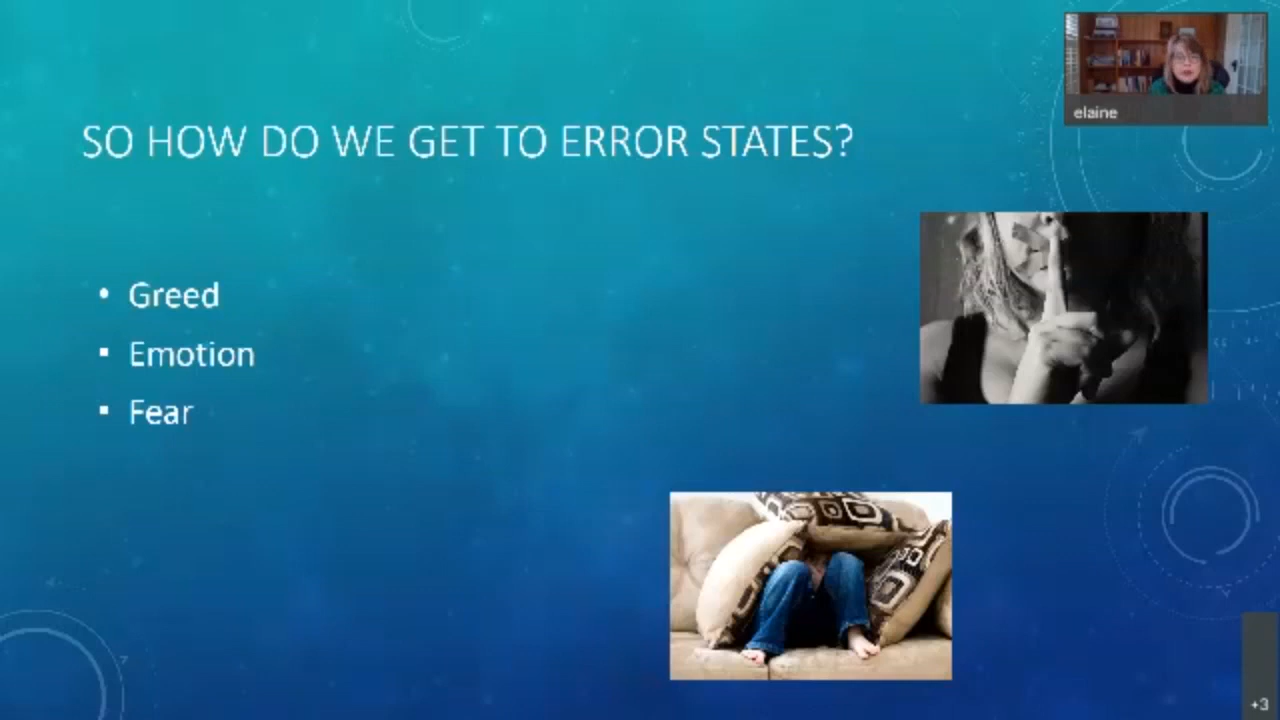 SO HOW DO WE GET TO ERROR STATES?
elaine
• Greed
▪ Emotion
▪ Fear
+3